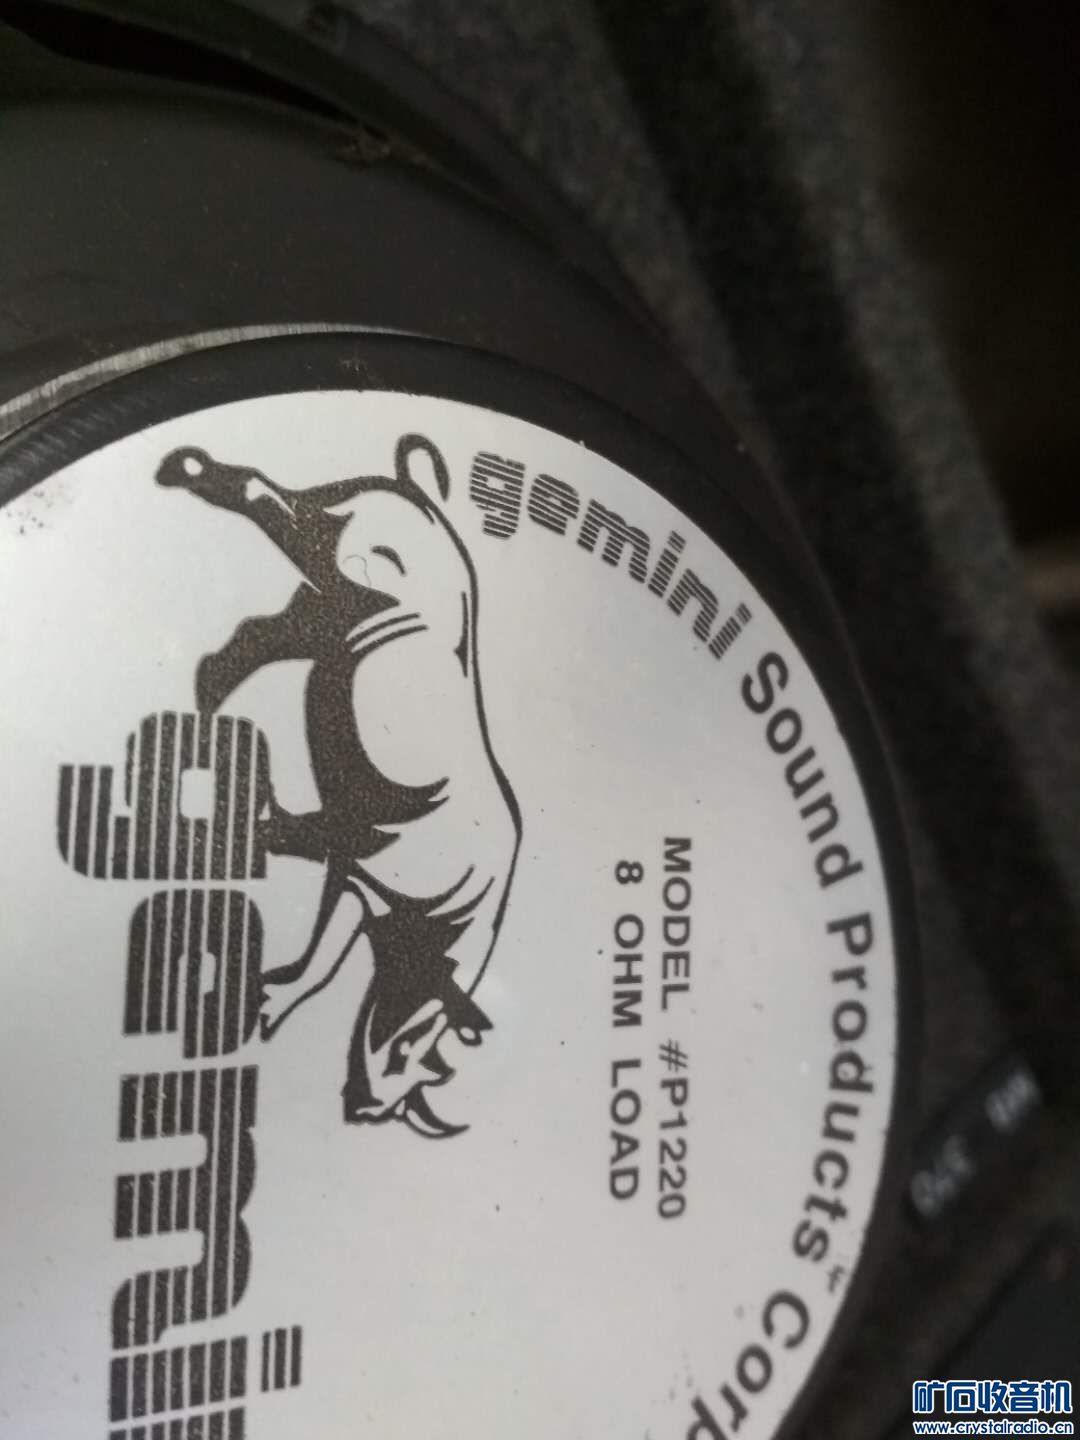 gemini Sound Products Corp
MODEL #P1220
8 OHM LOAD
gemini
矿石收音机
www.crystalradio.cn